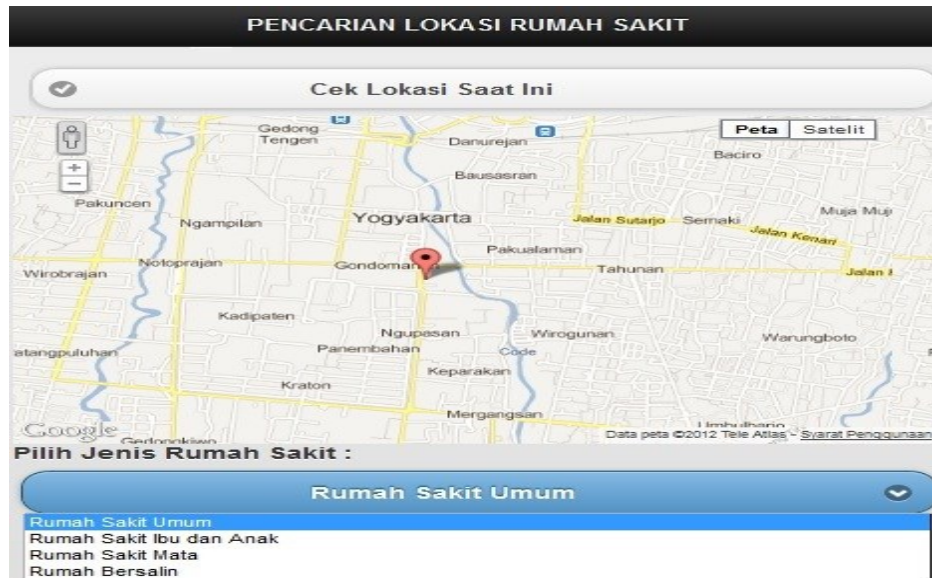 PENCARIAN LOKASI RUMAH SAKIT
Cek Lokasi Saat Ini
Peta Satelit
Gedong
Tengen
Danurejan
Baciro
Bausasran
Pakuncen
Ngampilan
Yogyakarta
Jalan Sutarjo
Semaki
Muja Muju
Jalan Kenari
Pakualaman
Notoprajan
Wirobrajan
Tahunan
Kadipaten
Ngupasan
Wirogunan
Warungboto
Panembahan
Code
Keparakan
Kraton
Mergangsan
Google
Data peta ©2012 Tele Atlas - Syarat Penggunaan
Pilih Jenis Rumah Sakit :
Rumah Sakit Umum
Rumah Sakit Umum
Rumah Sakit Ibu dan Anak
Rumah Sakit Mata
Rumah Bersalin